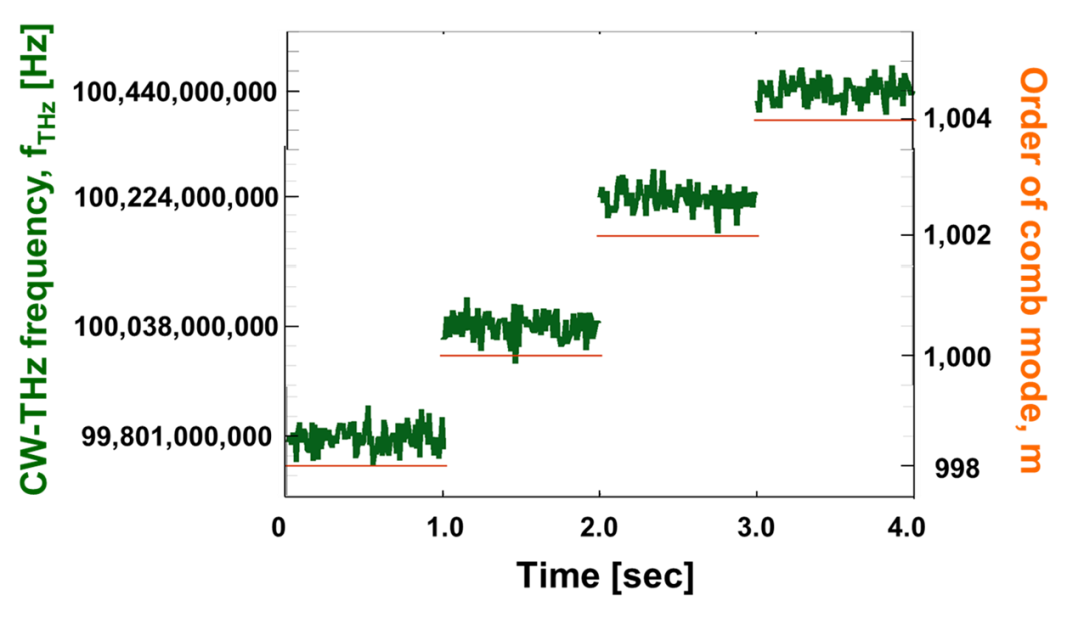 CW-THz frequency, fTHz [Hz]
100,440,000,000
100,224,000,000
100,038,000,000
99,801,000,000
1,004
1,002
1,000
998
Order of comb mode, m
0 1.0 2.0 3.0 4.0
Time [sec]